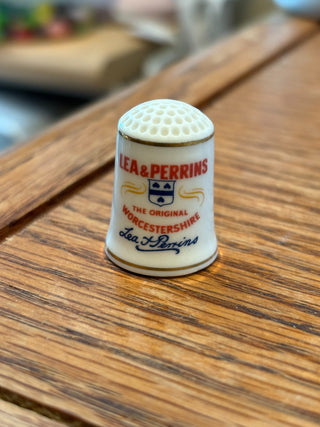 LEA & PERRINS
THE ORIGINAL
WORCESTERSHIRE
Lea & Perrins